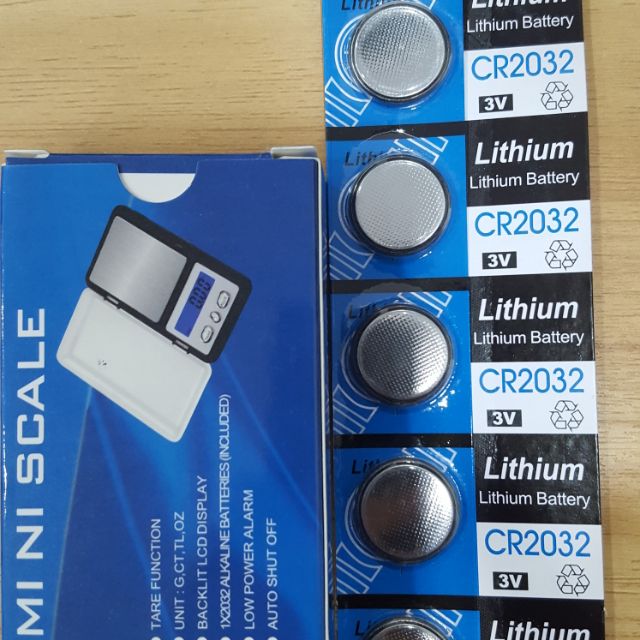 MINI SCALE
TARE FUNCTION
UNIT : G,CT,TL,OZ
BACKLIT LCD DISPLAY
1X2032 ALKALINE BATTERIES (INCLUDED)
LOW POWER ALARM
AUTO SHUT OFF
Lithium
Lithium Battery
CR2032
3V
Lithium
Lithium Battery
CR2032
3V
Lithium
Lithium Battery
CR2032
3V
Lithium
Lithium Battery
CR2032
3V
Lithium